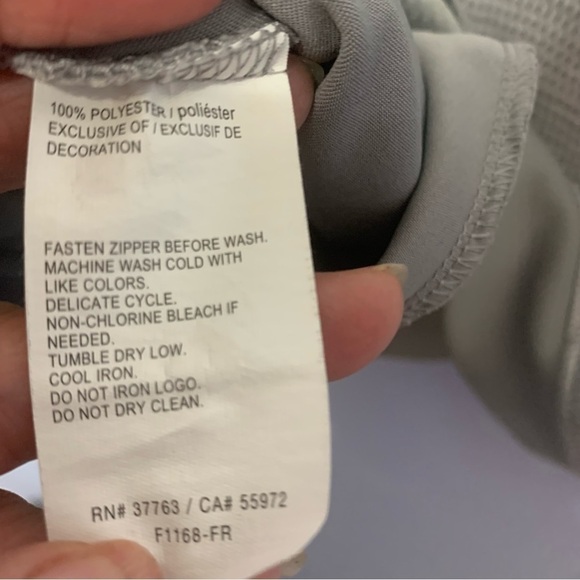 100% POLYESTER / poliéster
EXCLUSIVE OF / EXCLUSIF DE
DECORATION
FASTEN ZIPPER BEFORE WASH.
MACHINE WASH COLD WITH
LIKE COLORS.
DELICATE CYCLE.
NON-CHLORINE BLEACH IF
NEEDED.
TUMBLE DRY LOW.
COOL IRON.
DO NOT IRON LOGO.
DO NOT DRY CLEAN.
RN# 37763 / CA# 55972
F1168-FR